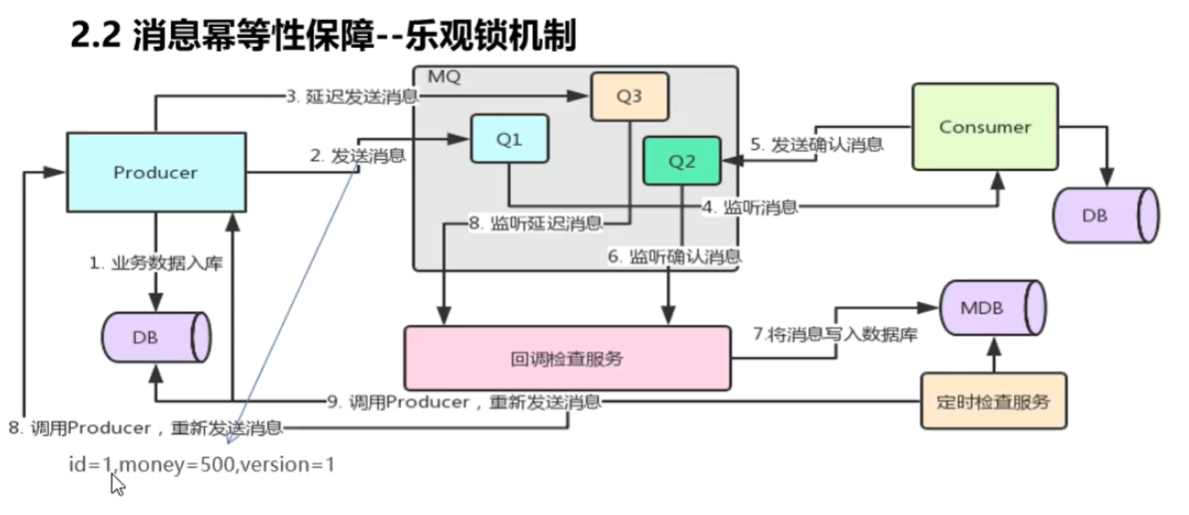 2.2 消息幂等性保障--乐观锁机制
MQ
3. 延迟发送消息
Q3
Consumer
Q1
2. 发送消息
Q2
5. 发送确认消息
Producer
4. 监听消息
DB
8. 监听延迟消息
6. 监听确认消息
1. 业务数据入库
MDB
DB
7.将消息写入数据库
回调检查服务
9. 调用Producer，重新发送消息
定时检查服务
8. 调用Producer，重新发送消息
id=1,money=500,version=1